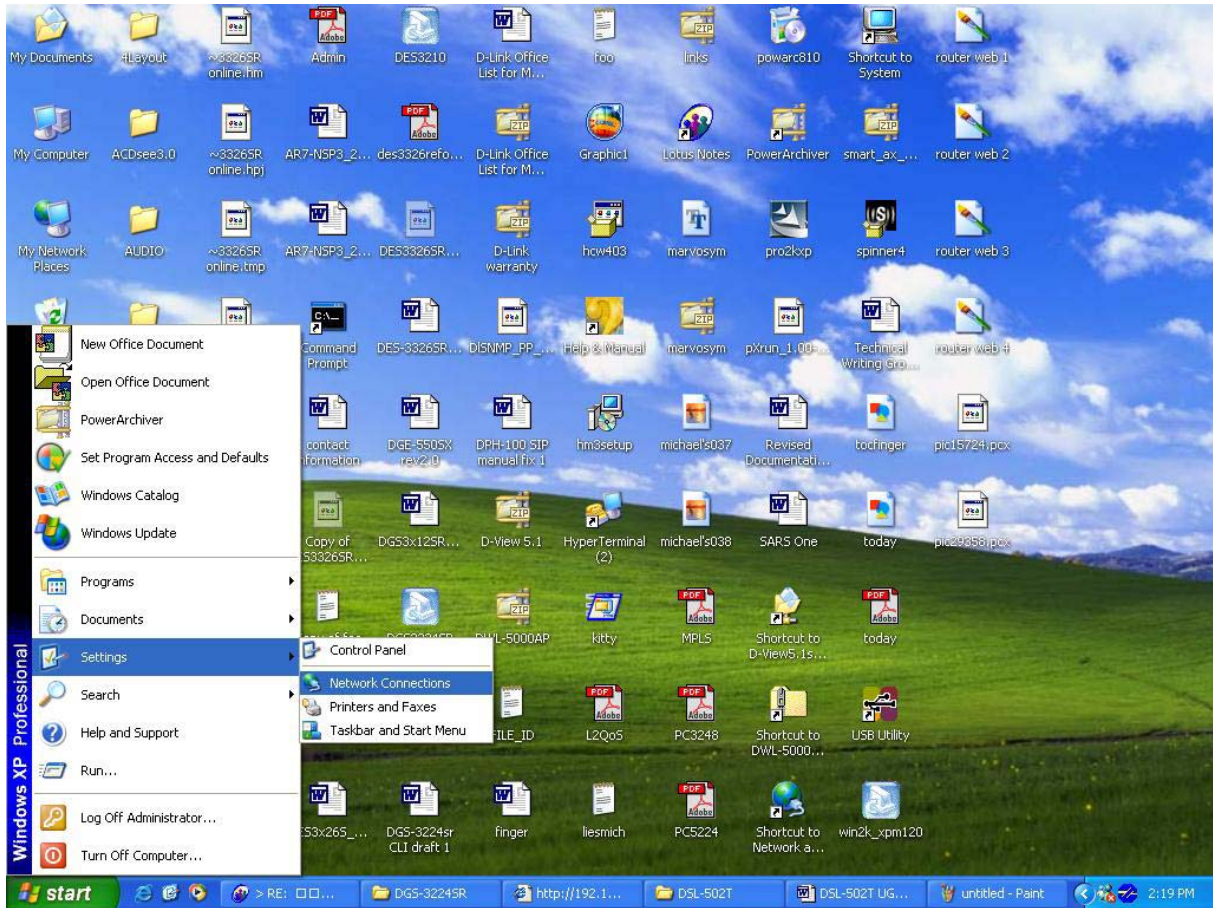 My Documents
4Layout
~3326SR
online.hm
Admin
DES3210
D-Link Office
List for M...
foo
links
powarc810
Shortcut to
System
router web 1
My Computer
ACDsee3.0
~3326SR
online.hpj
AR7-NSP3_2...
des3326refo...
D-Link Office
List for M...
Graphic1
Lotus Notes
PowerArchiver
smart_ax_...
router web 2
My Network
Places
AUDIO
~3326SR
online.tmp
AR7-NSP3_2...
DES3326SR...
D-Link
warranty
hcw403
marvosym
pro2kxp
spinner4
router web 3
Command
Prompt
DES-3326SR...
DlSNMP_PP_...
Help & Manual
marvosym
pXrun_1.00-...
Technical
Writing Gro...
router web 4
contact
information
DGE-550SX
rev2.0
DPH-100 SIP
manual fix 1
hm3setup
michael's037
Revised
Documentati...
tocfinger
pic15724.pcx
Copy of
S3326SR...
DGS3x12SR...
D-View 5.1
HyperTerminal
(2)
michael's038
SARS One
today
pic29358.pcx
DWL-5000AP
kitty
MPLS
Shortcut to
D-View5.1s...
today
FILE_ID
L2QoS
PC3248
Shortcut to
DWL-5000...
USB Utility
ES3x26S_...
DGS-3224sr
CLI draft 1
finger
liesmich
PC5224
Shortcut to
Network a...
win2k_xpm120
New Office Document
Open Office Document
PowerArchiver
Set Program Access and Defaults
Windows Catalog
Windows Update
Programs
Documents
Settings
Search
Help and Support
Run...
Log Off Administrator...
Turn Off Computer...
Windows XP Professional
Control Panel
Network Connections
Printers and Faxes
Taskbar and Start Menu
start
> RE: □□...
DGS-3224SR
http://192.1...
DSL-502T
DSL-502T UG...
untitled - Paint
2:19 PM